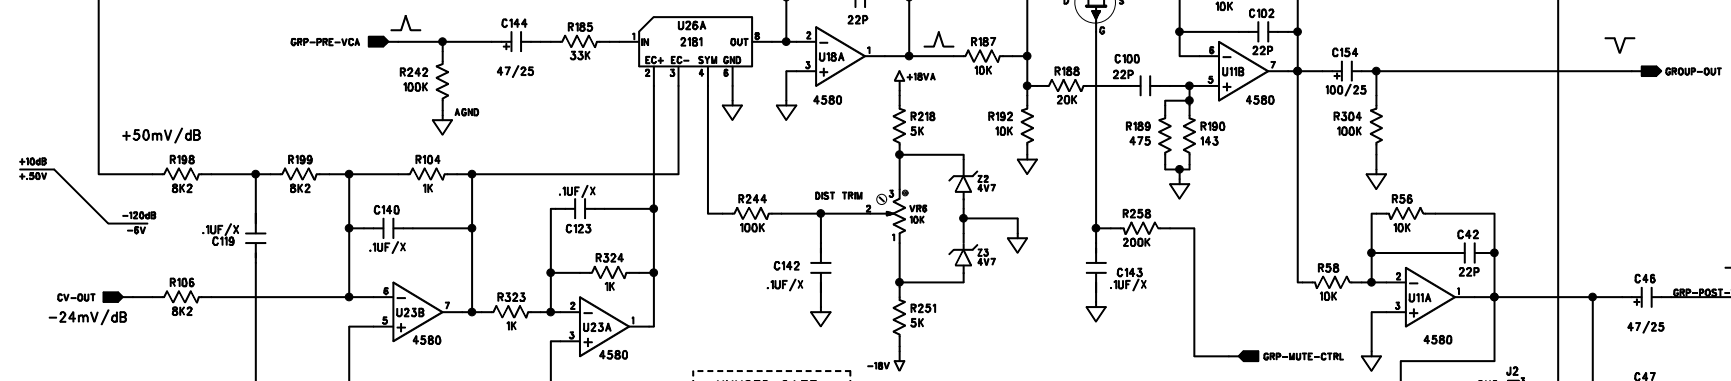 22P
D
S
G
10K
C102
22P
C144
47/25
R185
33K
GRP-PRE-VCA
R242
100K
AGND
U26A
2181
1 IN
OUT 8
EC+ EC- SYM GND
2 3 4 6
2
3
1
U18A
4580
+18VA
R187
10K
R188
20K
C100
22P
6
5
7
U11B
4580
C154
100/25
GROUP-OUT
R304
100K
R218
5K
R192
10K
R189
475
R190
143
+50mV/dB
+10dB
+.50V
-120dB
-6V
R198
8K2
R199
8K2
R104
1K
.1UF/X
C119
C140
.1UF/X
.1UF/X
C123
R324
1K
CV-OUT
-24mV/dB
R106
8K2
6
5
7
U23B
4580
R323
1K
2
3
1
U23A
4580
R244
100K
DIST TRIM
2
3
1
VR6
10K
Z2
4V7
Z3
4V7
C142
.1UF/X
R251
5K
-18V
R258
200K
C143
.1UF/X
GRP-MUTE-CTRL
R56
10K
C42
22P
R58
10K
2
3
1
U11A
4580
C46
47/25
GRP-POST-
J2
C47